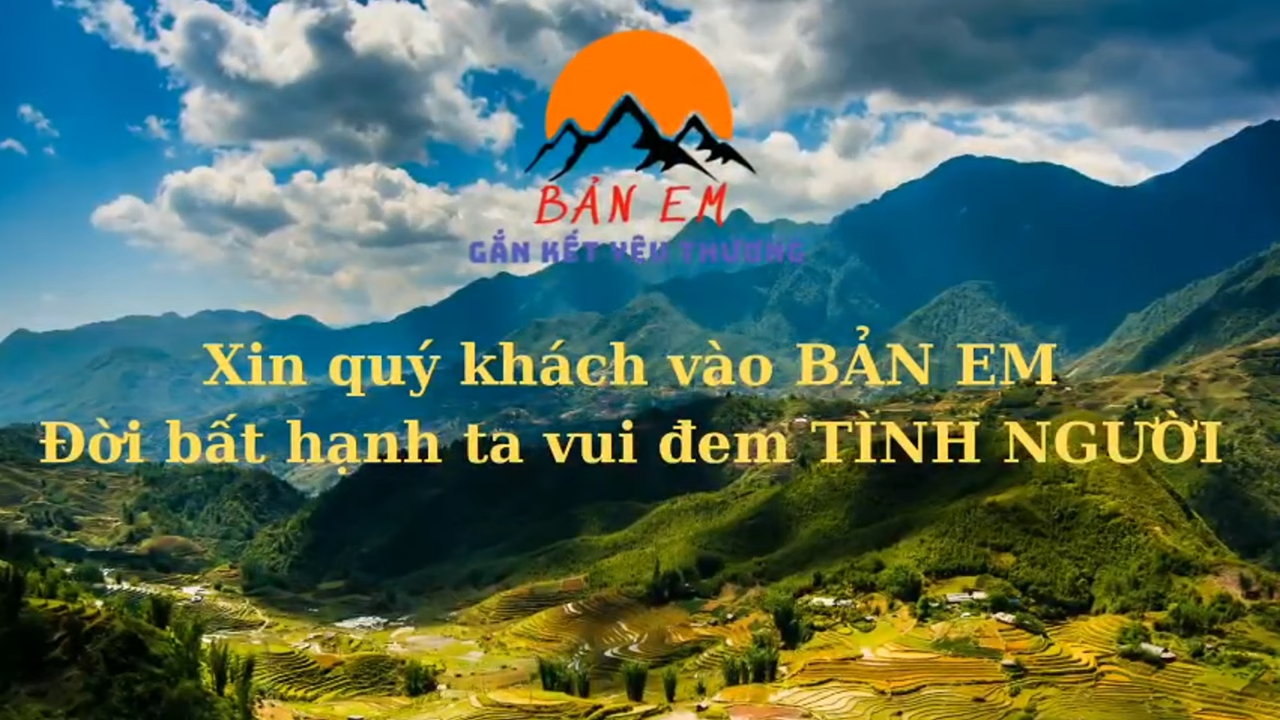 BẢN EM
GẮN KẾT YÊU THƯƠNG
Xin quý khách vào BẢN EM
Đời bất hạnh ta vui đem TÌNH NGƯỜI